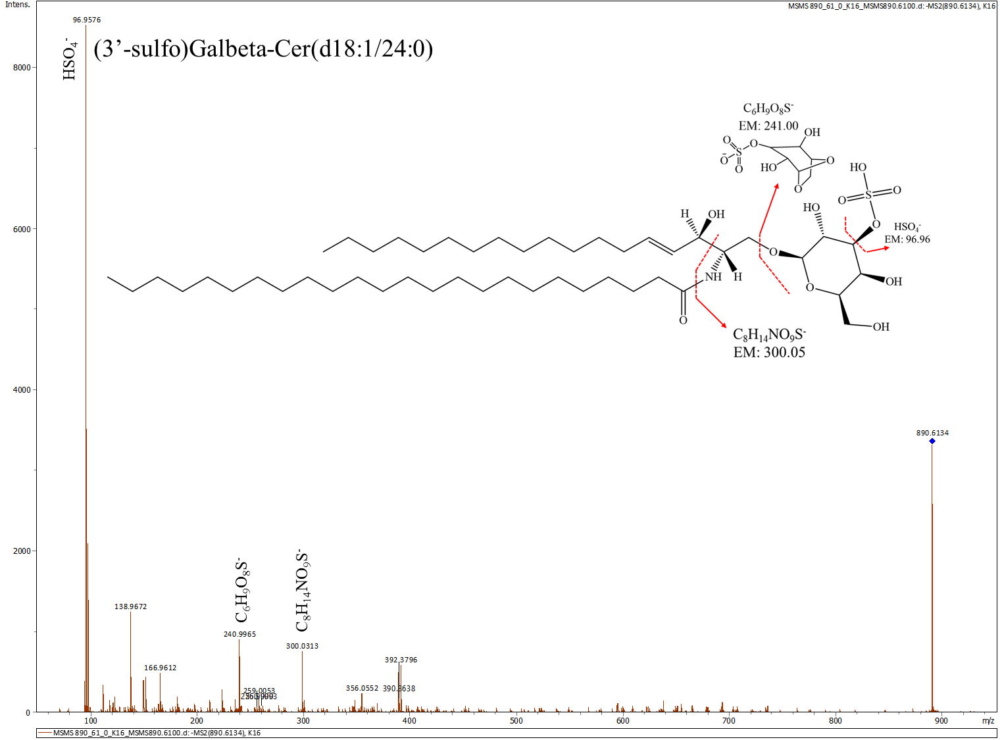 Intens.
MSMS 890_61_0_K16_MSMS890.6100.d: -MS2(890.6134), K16
96.9576
HSO4-
(3’-sulfo)Galbeta-Cer(d18:1/24:0)
8000
C6H9O8S-
EM: 241.00
OH
O
O
S
O-
O
HO
O
O
HO
O
S
O
O
HO
H
OH
6000
HSO4-
EM: 96.96
O
NH
H
O
OH
O
OH
C8H14NO9S-
EM: 300.05
4000
890.6134
2000
C6H9O8S-
C8H14NO9S-
138.9672
240.9965
300.0313
392.3796
166.9612
356.0552
390.3638
259.0053
0
100
200
300
400
500
600
700
800
900
m/z
MSMS 890_61_0_K16_MSMS890.6100.d: -MS2(890.6134), K16